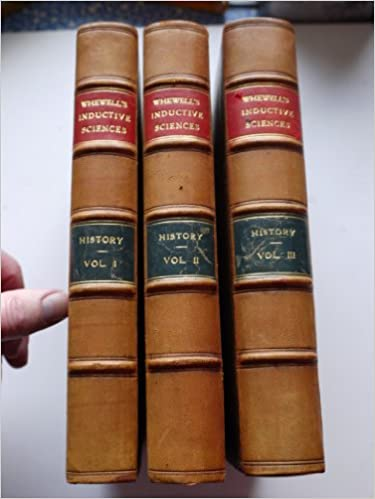 WHEWELL'S
INDUCTIVE
SCIENCES
HISTORY
VOL I
WHEWELL'S
INDUCTIVE
SCIENCES
HISTORY
VOL II
WHEWELL'S
INDUCTIVE
SCIENCES
HISTORY
VOL III